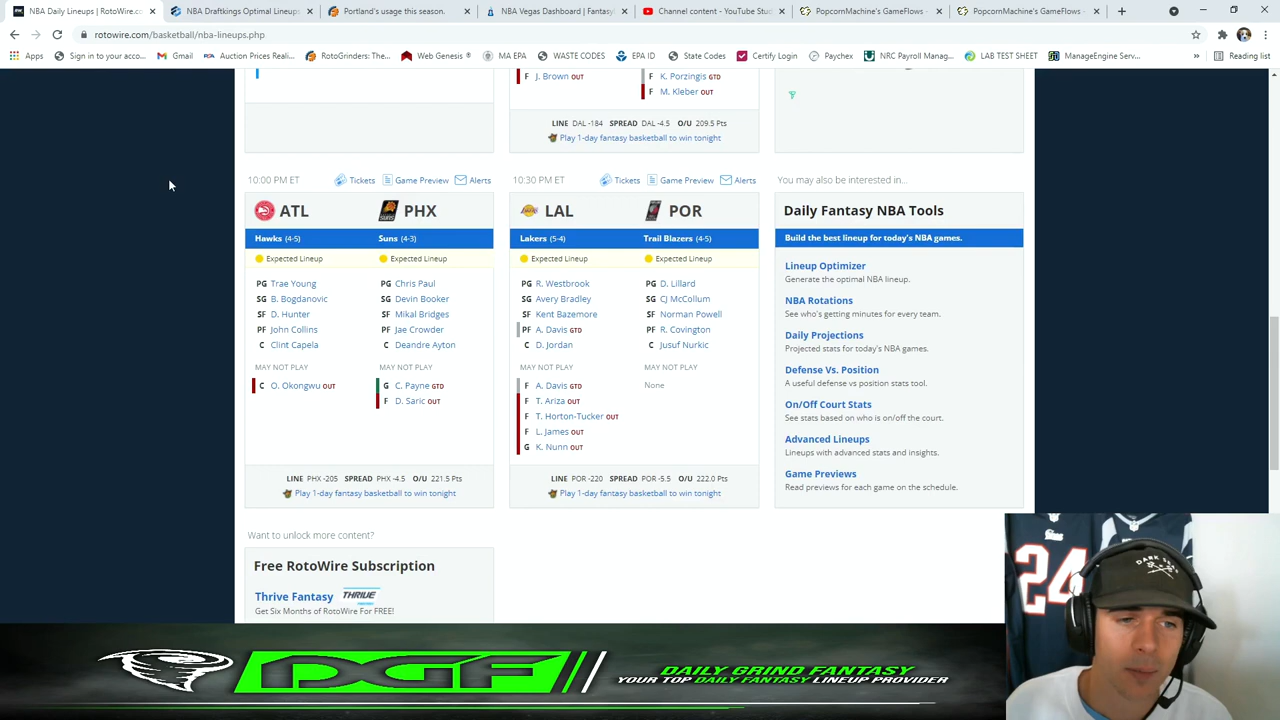 NBA Daily Lineups | RotoWire.co
NBA Draftkings Optimal Lineups
Portland's usage this season.
NBA Vegas Dashboard | Fantasy
Channel content - YouTube Stud
PopcornMachine's GameFlows -
PopcornMachine's GameFlows -
rotowire.com/basketball/nba-lineups.php
Apps
Sign in to your acco...
Gmail
Auction Prices Reali...
RotoGrinders: The...
Web Genesis ®
MA EPA
WASTE CODES
EPA ID
State Codes
Certify Login
Paychex
NRC Payroll Manag...
LAB TEST SHEET
ManageEngine Serv...
»
Reading list
F J. Brown OUT
F K. Porzingis GTD
F M. Kleber OUT
LINE DAL -184 SPREAD DAL -4.5 O/U 209.5 Pts
Play 1-day fantasy basketball to win tonight
10:00 PM ET Tickets Game Preview Alerts
ATL PHX
Hawks (4-5) Suns (4-3)
Expected Lineup Expected Lineup
PG Trae Young PG Chris Paul
SG B. Bogdanovic SG Devin Booker
SF D. Hunter SF Mikal Bridges
PF John Collins PF Jae Crowder
C Clint Capela C Deandre Ayton
MAY NOT PLAY MAY NOT PLAY
C O. Okongwu OUT G C. Payne GTD
F D. Saric OUT
LINE PHX -205 SPREAD PHX -4.5 O/U 221.5 Pts
Play 1-day fantasy basketball to win tonight
10:30 PM ET Tickets Game Preview Alerts
LAL POR
Lakers (5-4) Trail Blazers (4-5)
Expected Lineup Expected Lineup
PG R. Westbrook PG D. Lillard
SG Avery Bradley SG CJ McCollum
SF Kent Bazemore SF Norman Powell
PF A. Davis GTD PF R. Covington
C D. Jordan C Jusuf Nurkic
MAY NOT PLAY MAY NOT PLAY
F A. Davis GTD None
F T. Ariza OUT
F T. Horton-Tucker OUT
F L. James OUT
G K. Nunn OUT
LINE POR -220 SPREAD POR -5.5 O/U 222.0 Pts
Play 1-day fantasy basketball to win tonight
You may also be interested in...
Daily Fantasy NBA Tools
Build the best lineup for today's NBA games.
Lineup Optimizer
Generate the optimal NBA lineup.
NBA Rotations
See who's getting minutes for every team.
Daily Projections
Projected stats for today's NBA games.
Defense Vs. Position
A useful defense vs position stats tool.
On/Off Court Stats
See stats based on who is on/off the court.
Advanced Lineups
Lineups with advanced stats and insights.
Game Previews
Read previews for each game on the schedule.
Want to unlock more content?
Free RotoWire Subscription
Thrive Fantasy THRIVE
Get Six Months of RotoWire For FREE!
24
DARK
DGF
DAILY GRIND FANTASY
YOUR TOP DAILY FANTASY LINEUP PROVIDER